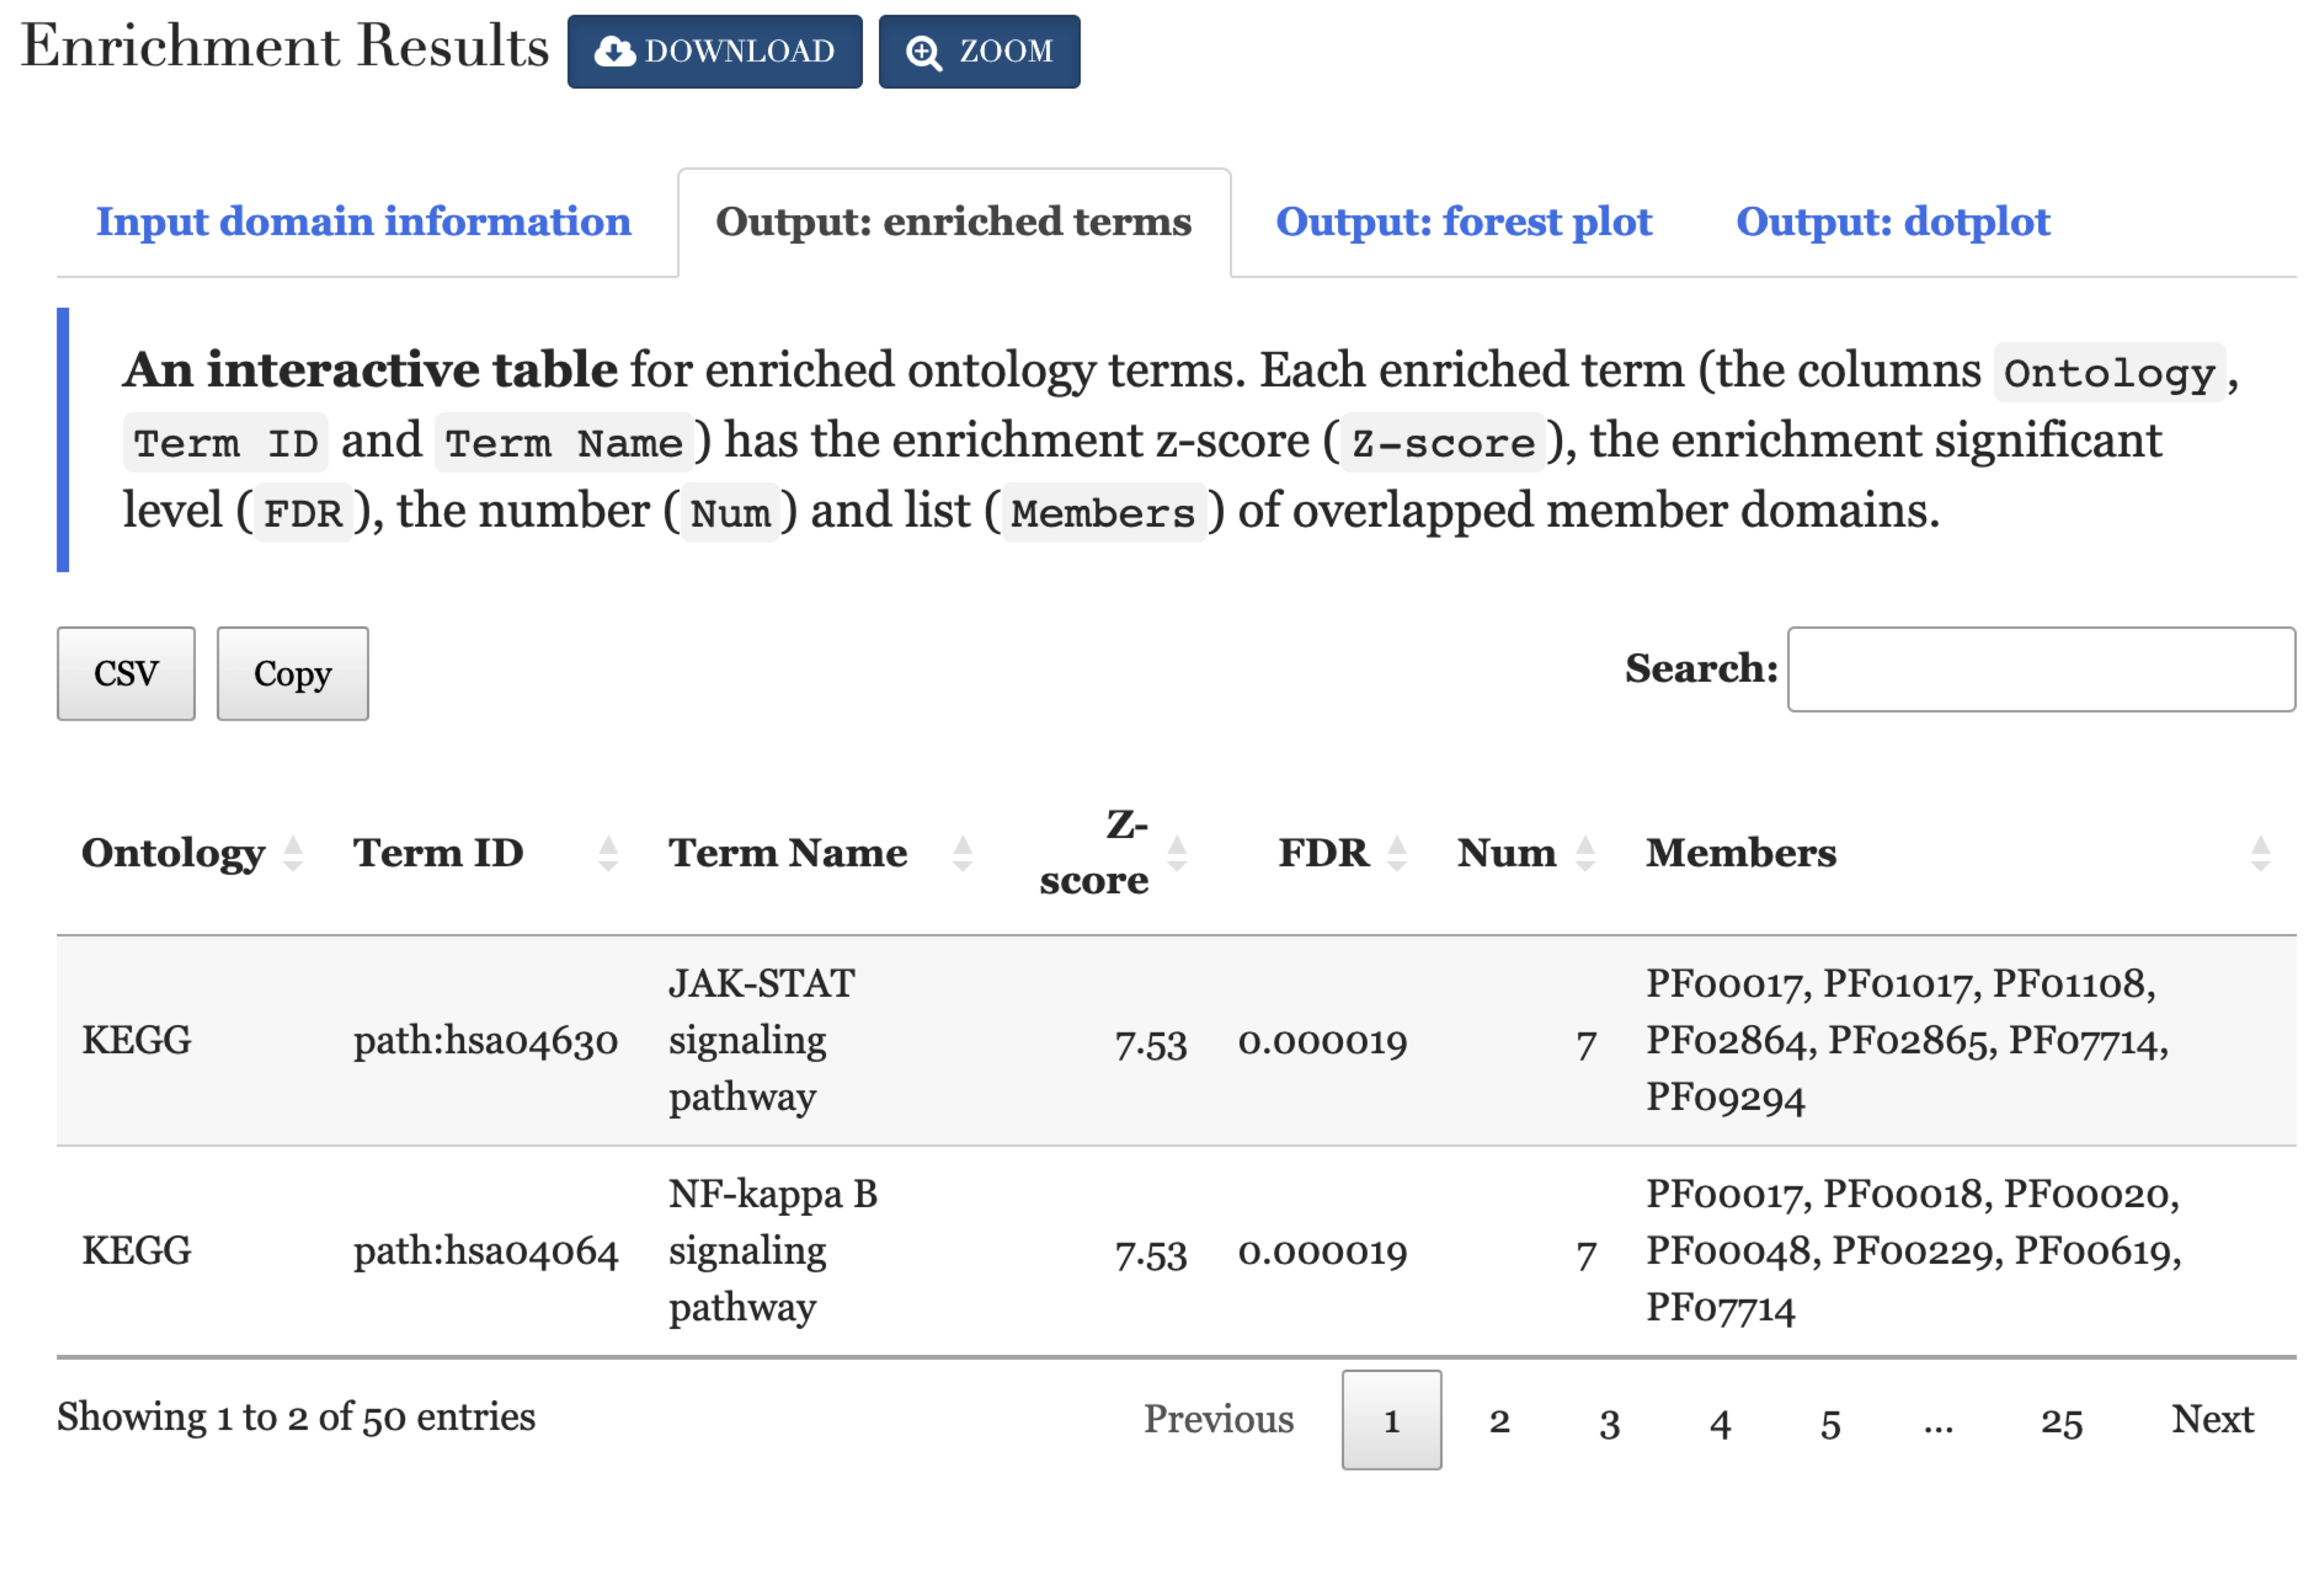 Enrichment Results DOWNLOAD ZOOM
Input domain information Output: enriched terms Output: forest plot Output: dotplot
An interactive table for enriched ontology terms. Each enriched term (the columns Ontology,
Term ID and Term Name) has the enrichment z-score (Z-score), the enrichment significant
level (FDR), the number (Num) and list (Members) of overlapped member domains.
CSV Copy Search:
Ontology Term ID Term Name Z-
score FDR Num Members
JAK-STAT
signaling
pathway
KEGG path:hsa04630 7.53 0.000019 7 PF00017, PF01017, PF01108,
PF02864, PF02865, PF07714,
PF09294
NF-kappa B
signaling
pathway
KEGG path:hsa04064 7.53 0.000019 7 PF00017, PF00018, PF00020,
PF00048, PF00229, PF00619,
PF07714
Showing 1 to 2 of 50 entries Previous 1 2 3 4 5 ... 25 Next